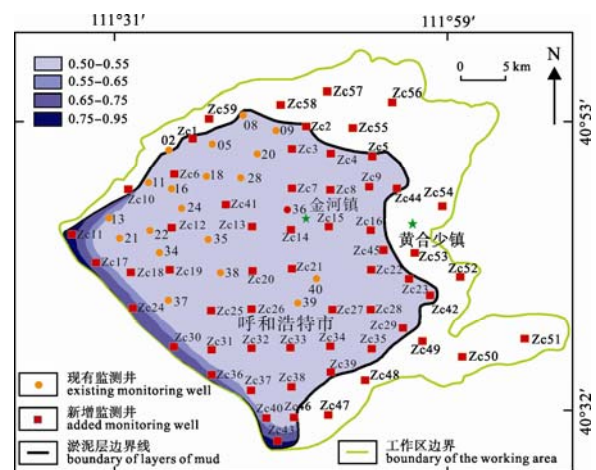 111°31′ 111°59′
0.50-0.55
0.55-0.65
0.65-0.75
0.75-0.95
0 5 km
N
40°53′
40°53′
Zc57
Zc56
Zc58
Zc59
08
09
Zc2
Zc55
Zc1
02
05
20
Zc3
Zc4
Zc5
Zc6
18
28
11
16
Zc10
Zc7
Zc8
Zc9
Zc44
Zc54
24
Zc41
36
金河镇
13
Zc11
21
22
Zc12
Zc13
Zc14
Zc15
Zc16
黄合少镇
34
35
Zc45
Zc53
Zc17
Zc18
Zc19
38
Zc20
Zc21
40
Zc22
Zc23
Zc52
37
Zc24
Zc25
Zc26
39
Zc27
Zc28
Zc42
呼和浩特市
Zc29
Zc30
Zc31
Zc32
Zc33
Zc34
Zc35
Zc49
Zc50
Zc51
Zc36
Zc37
Zc38
Zc39
Zc48
Zc40
Zc46
Zc47
Zc43
40°32′
现有监测井
existing monitoring well
新增监测井
added monitoring well
淤泥层边界线
boundary of layers of mud
工作区边界
boundary of the working area